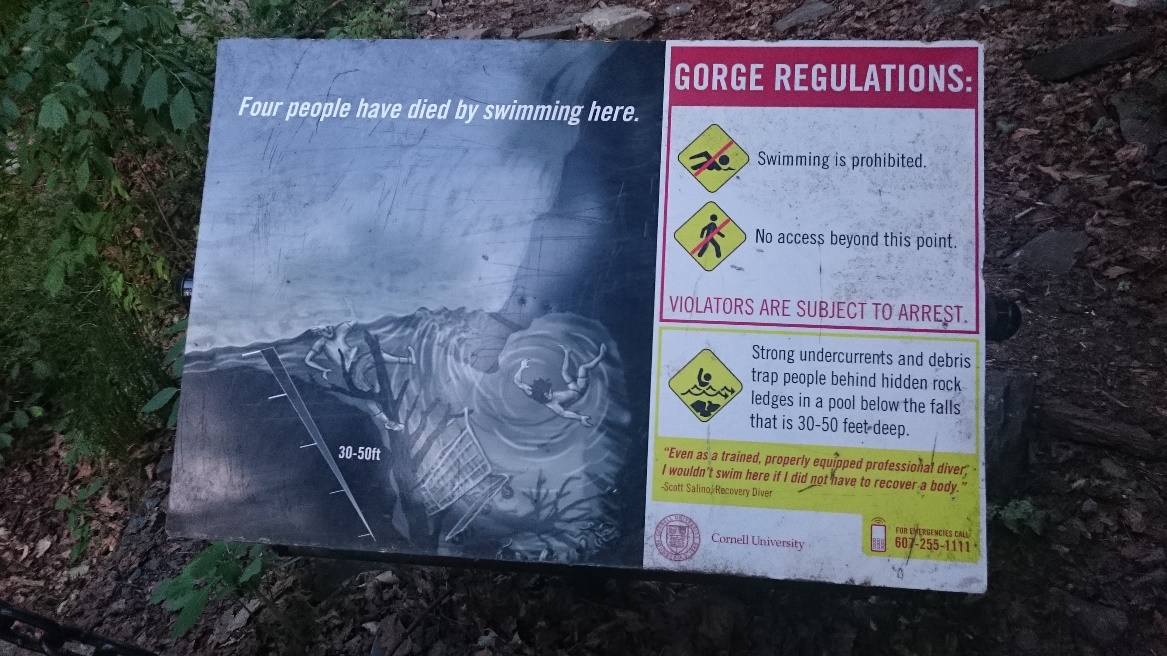 Four people have died by swimming here.
30-50ft
GORGE REGULATIONS:
Swimming is prohibited.
No access beyond this point.
VIOLATORS ARE SUBJECT TO ARREST.
Strong undercurrents and debris
trap people behind hidden rock
ledges in a pool below the falls
that is 30-50 feet deep.
"Even as a trained, properly equipped professional diver,
I wouldn't swim here if I did not have to recover a body."
-Scott Salino, Recovery Diver
Cornell University
FOR EMERGENCIES CALL
607-255-1111